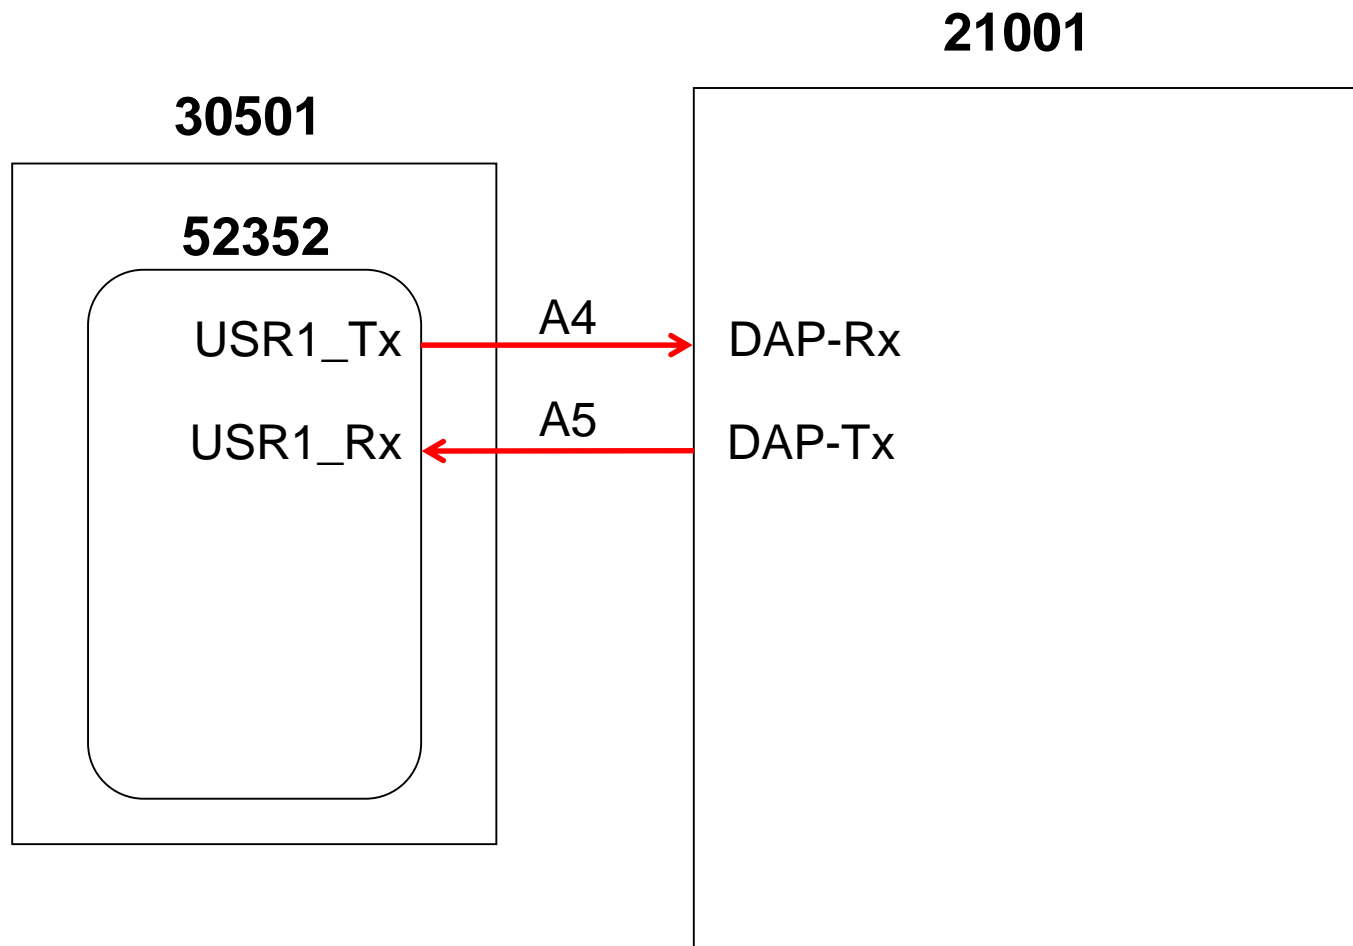 21001
30501
52352
USR1_Tx
A4
DAP-Rx
USR1_Rx
A5
DAP-Tx